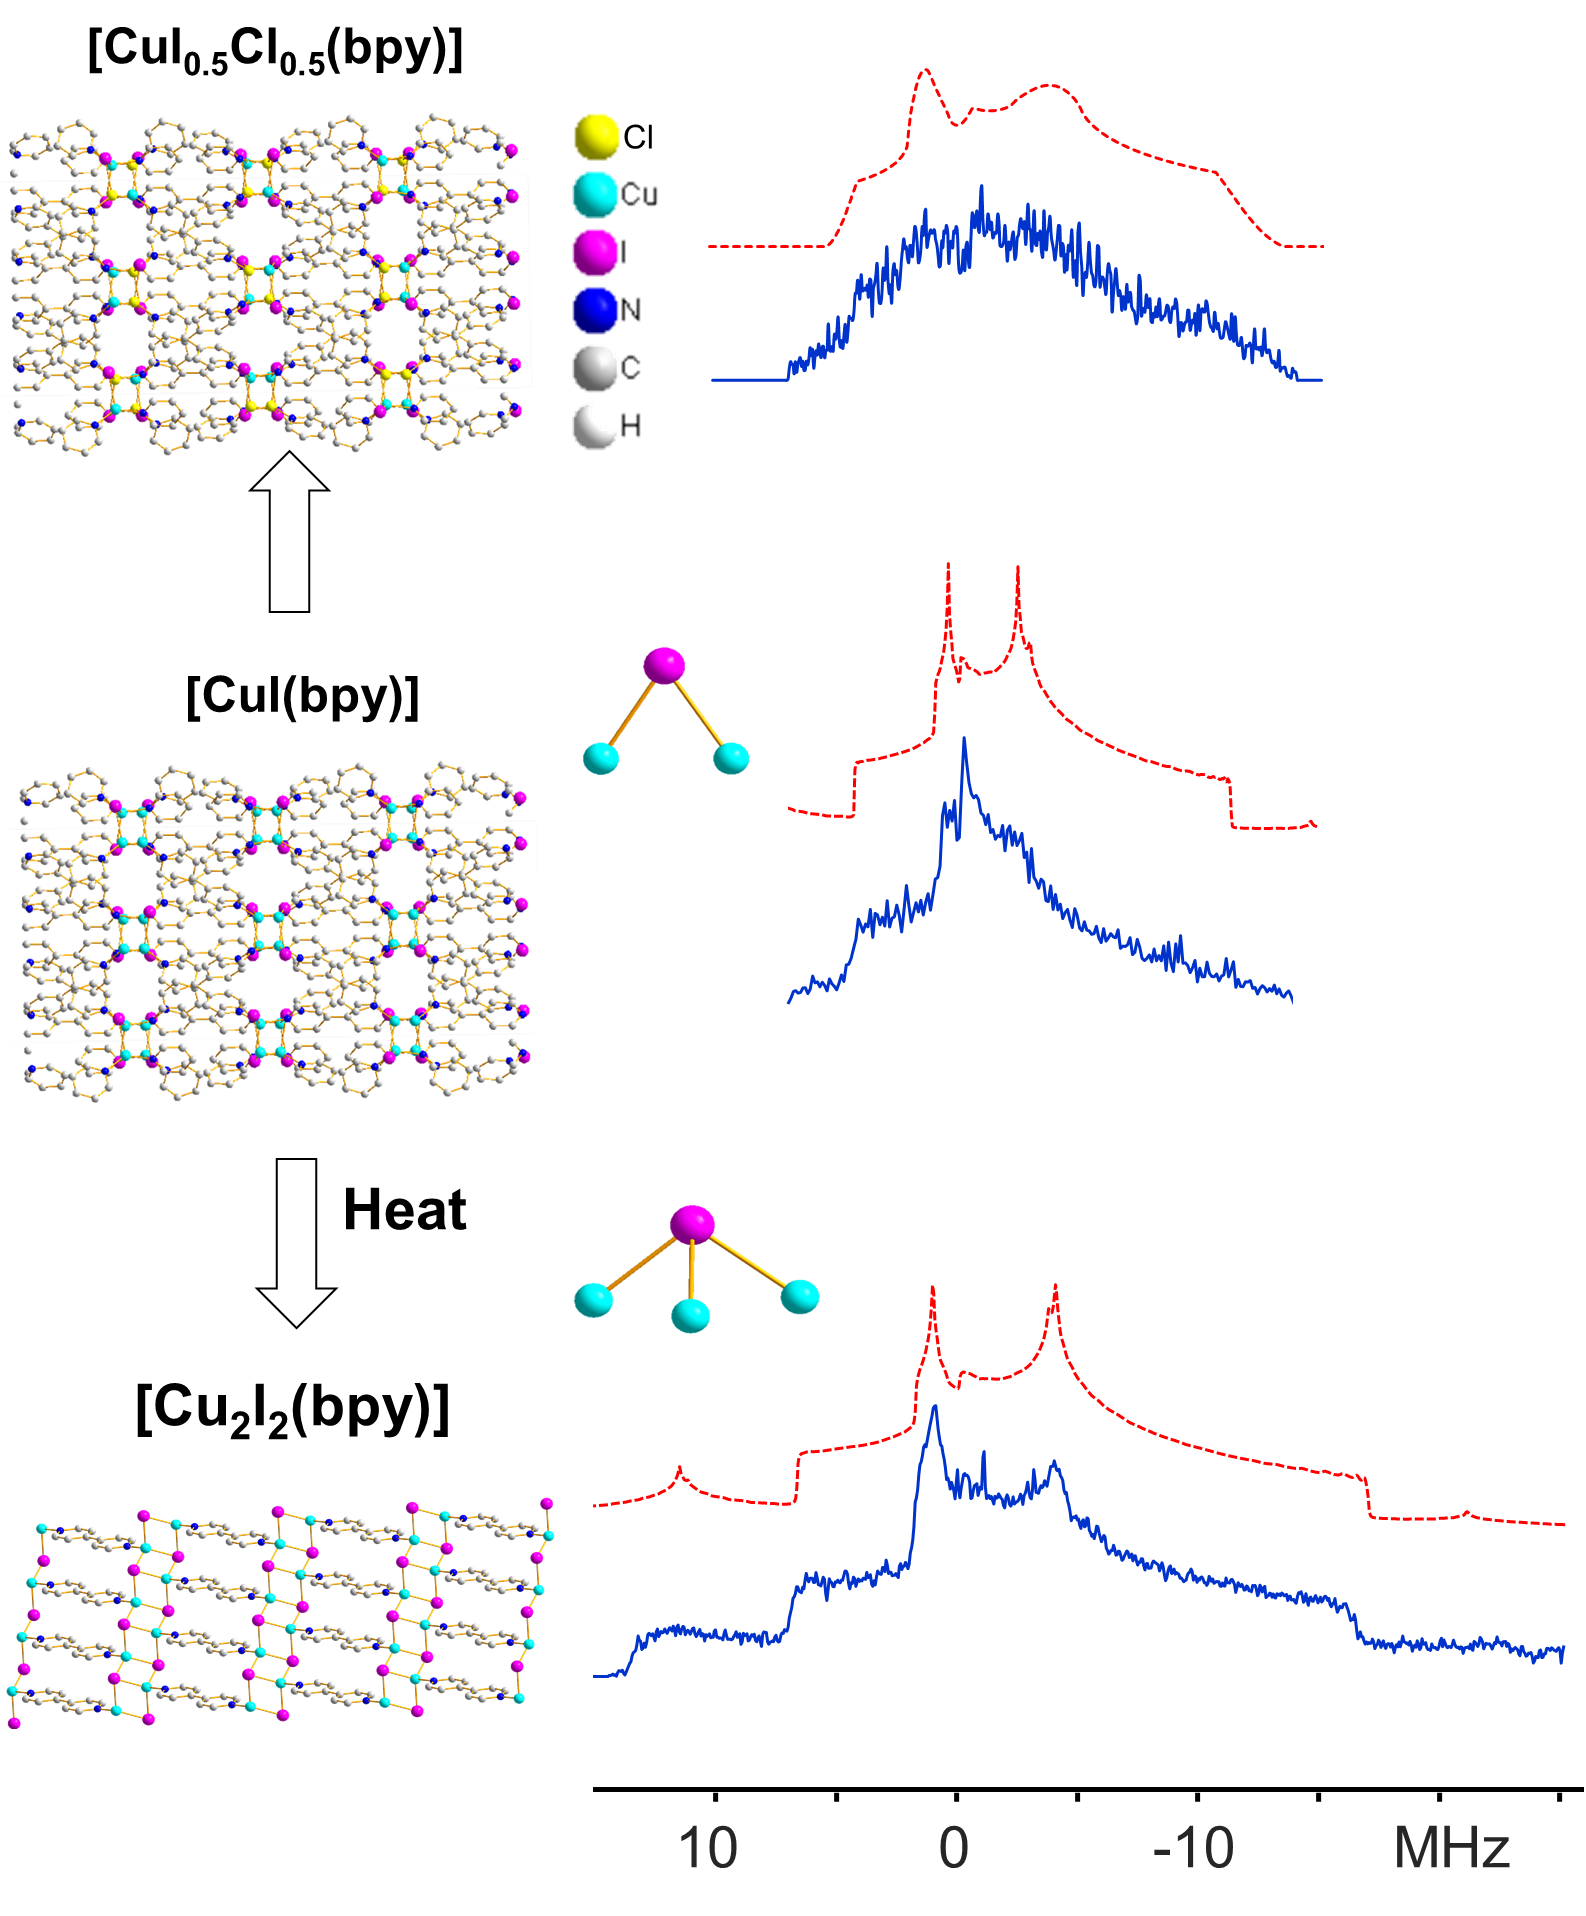 [CuI₀.₅Cl₀.₅(bpy)]
Cl
Cu
I
N
C
H
[CuI(bpy)]
Heat
[Cu₂I₂(bpy)]
10 0 -10 MHz